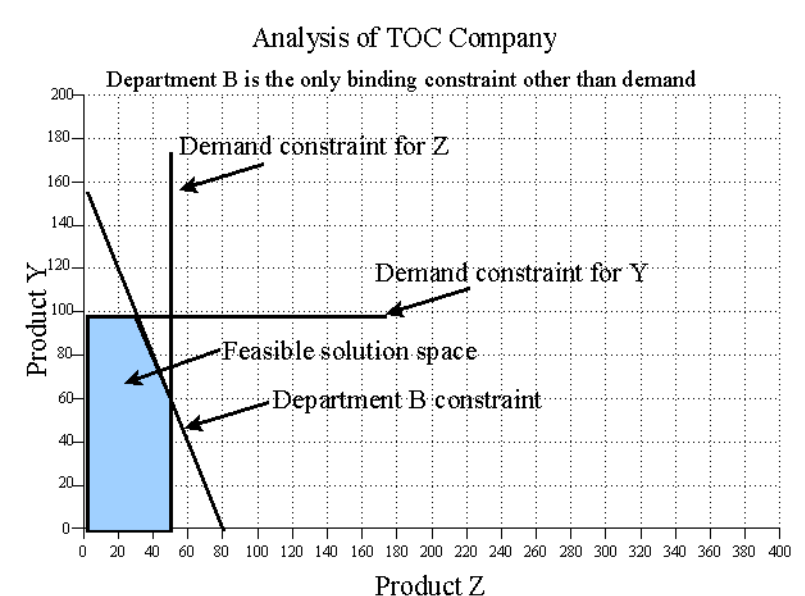 Analysis of TOC Company
Department B is the only binding constraint other than demand
200
180
160
140
120
100
80
60
40
20
0
Product Y
Demand constraint for Z
Demand constraint for Y
Feasible solution space
Department B constraint
0 20 40 60 80 100 120 140 160 180 200 220 240 260 280 300 320 340 360 380 400
Product Z